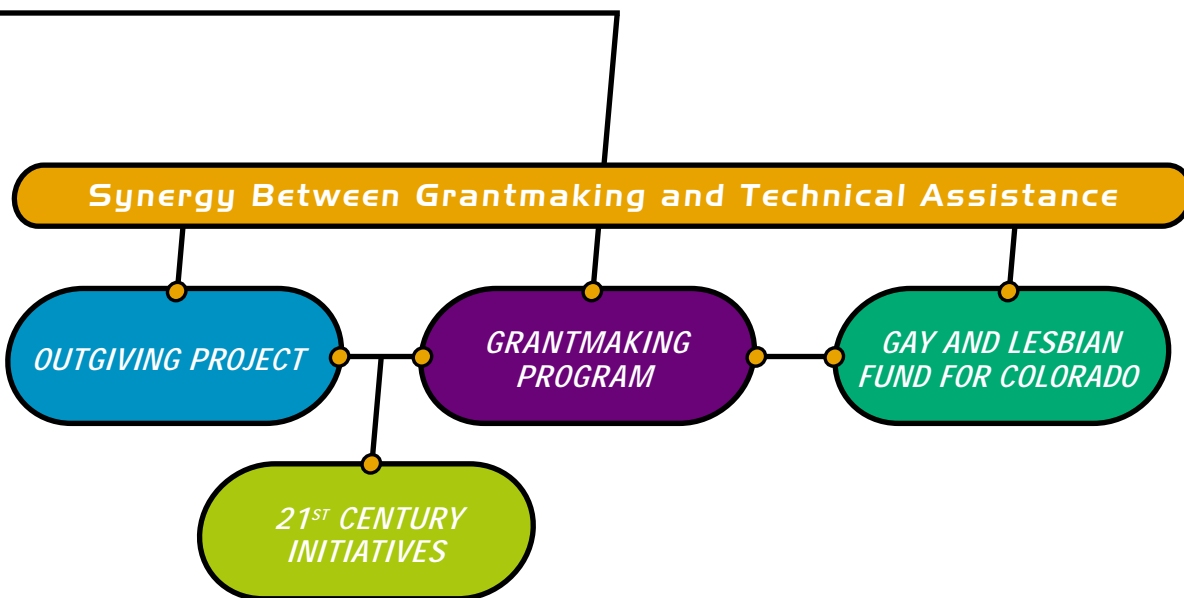 Synergy Between Grantmaking and Technical Assistance
OUTGIVING PROJECT
GRANTMAKING
PROGRAM
GAY AND LESBIAN
FUND FOR COLORADO
21ST CENTURY
INITIATIVES